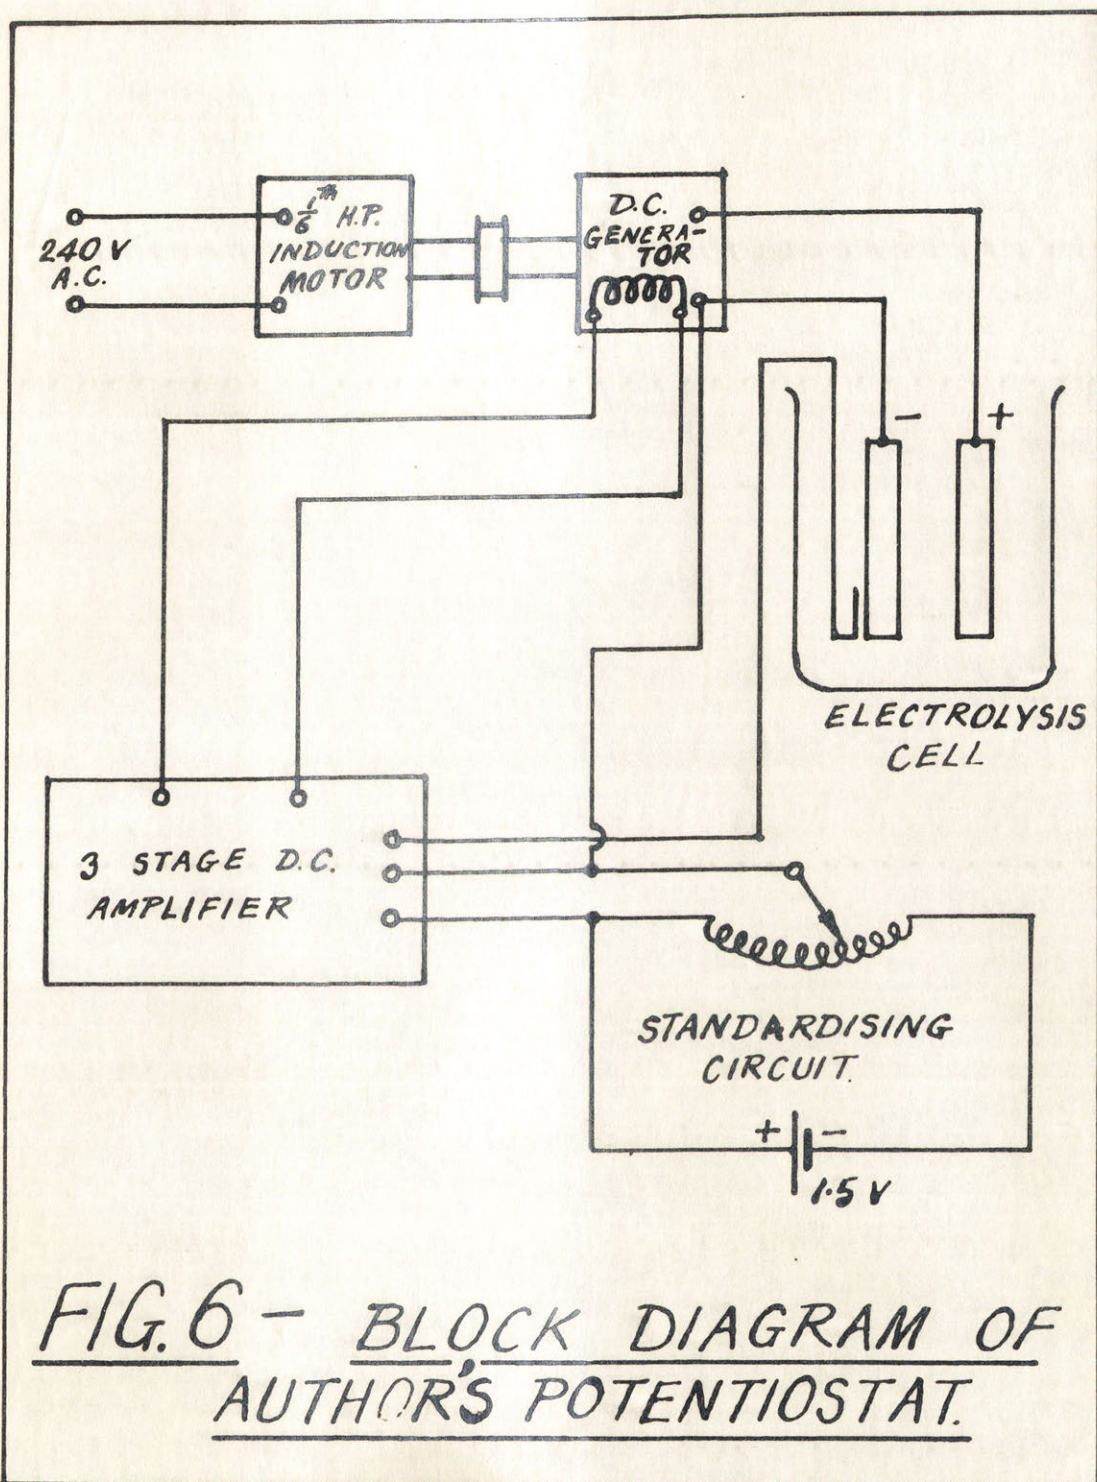 1/6th H.P.
INDUCTION
MOTOR
240 V
A.C.
D.C.
GENERA-
TOR
-
+
ELECTROLYSIS
CELL
3 STAGE D.C.
AMPLIFIER
STANDARDISING
CIRCUIT.
+
-
1.5 V
FIG. 6 - BLOCK DIAGRAM OF
AUTHOR'S POTENTIOSTAT.